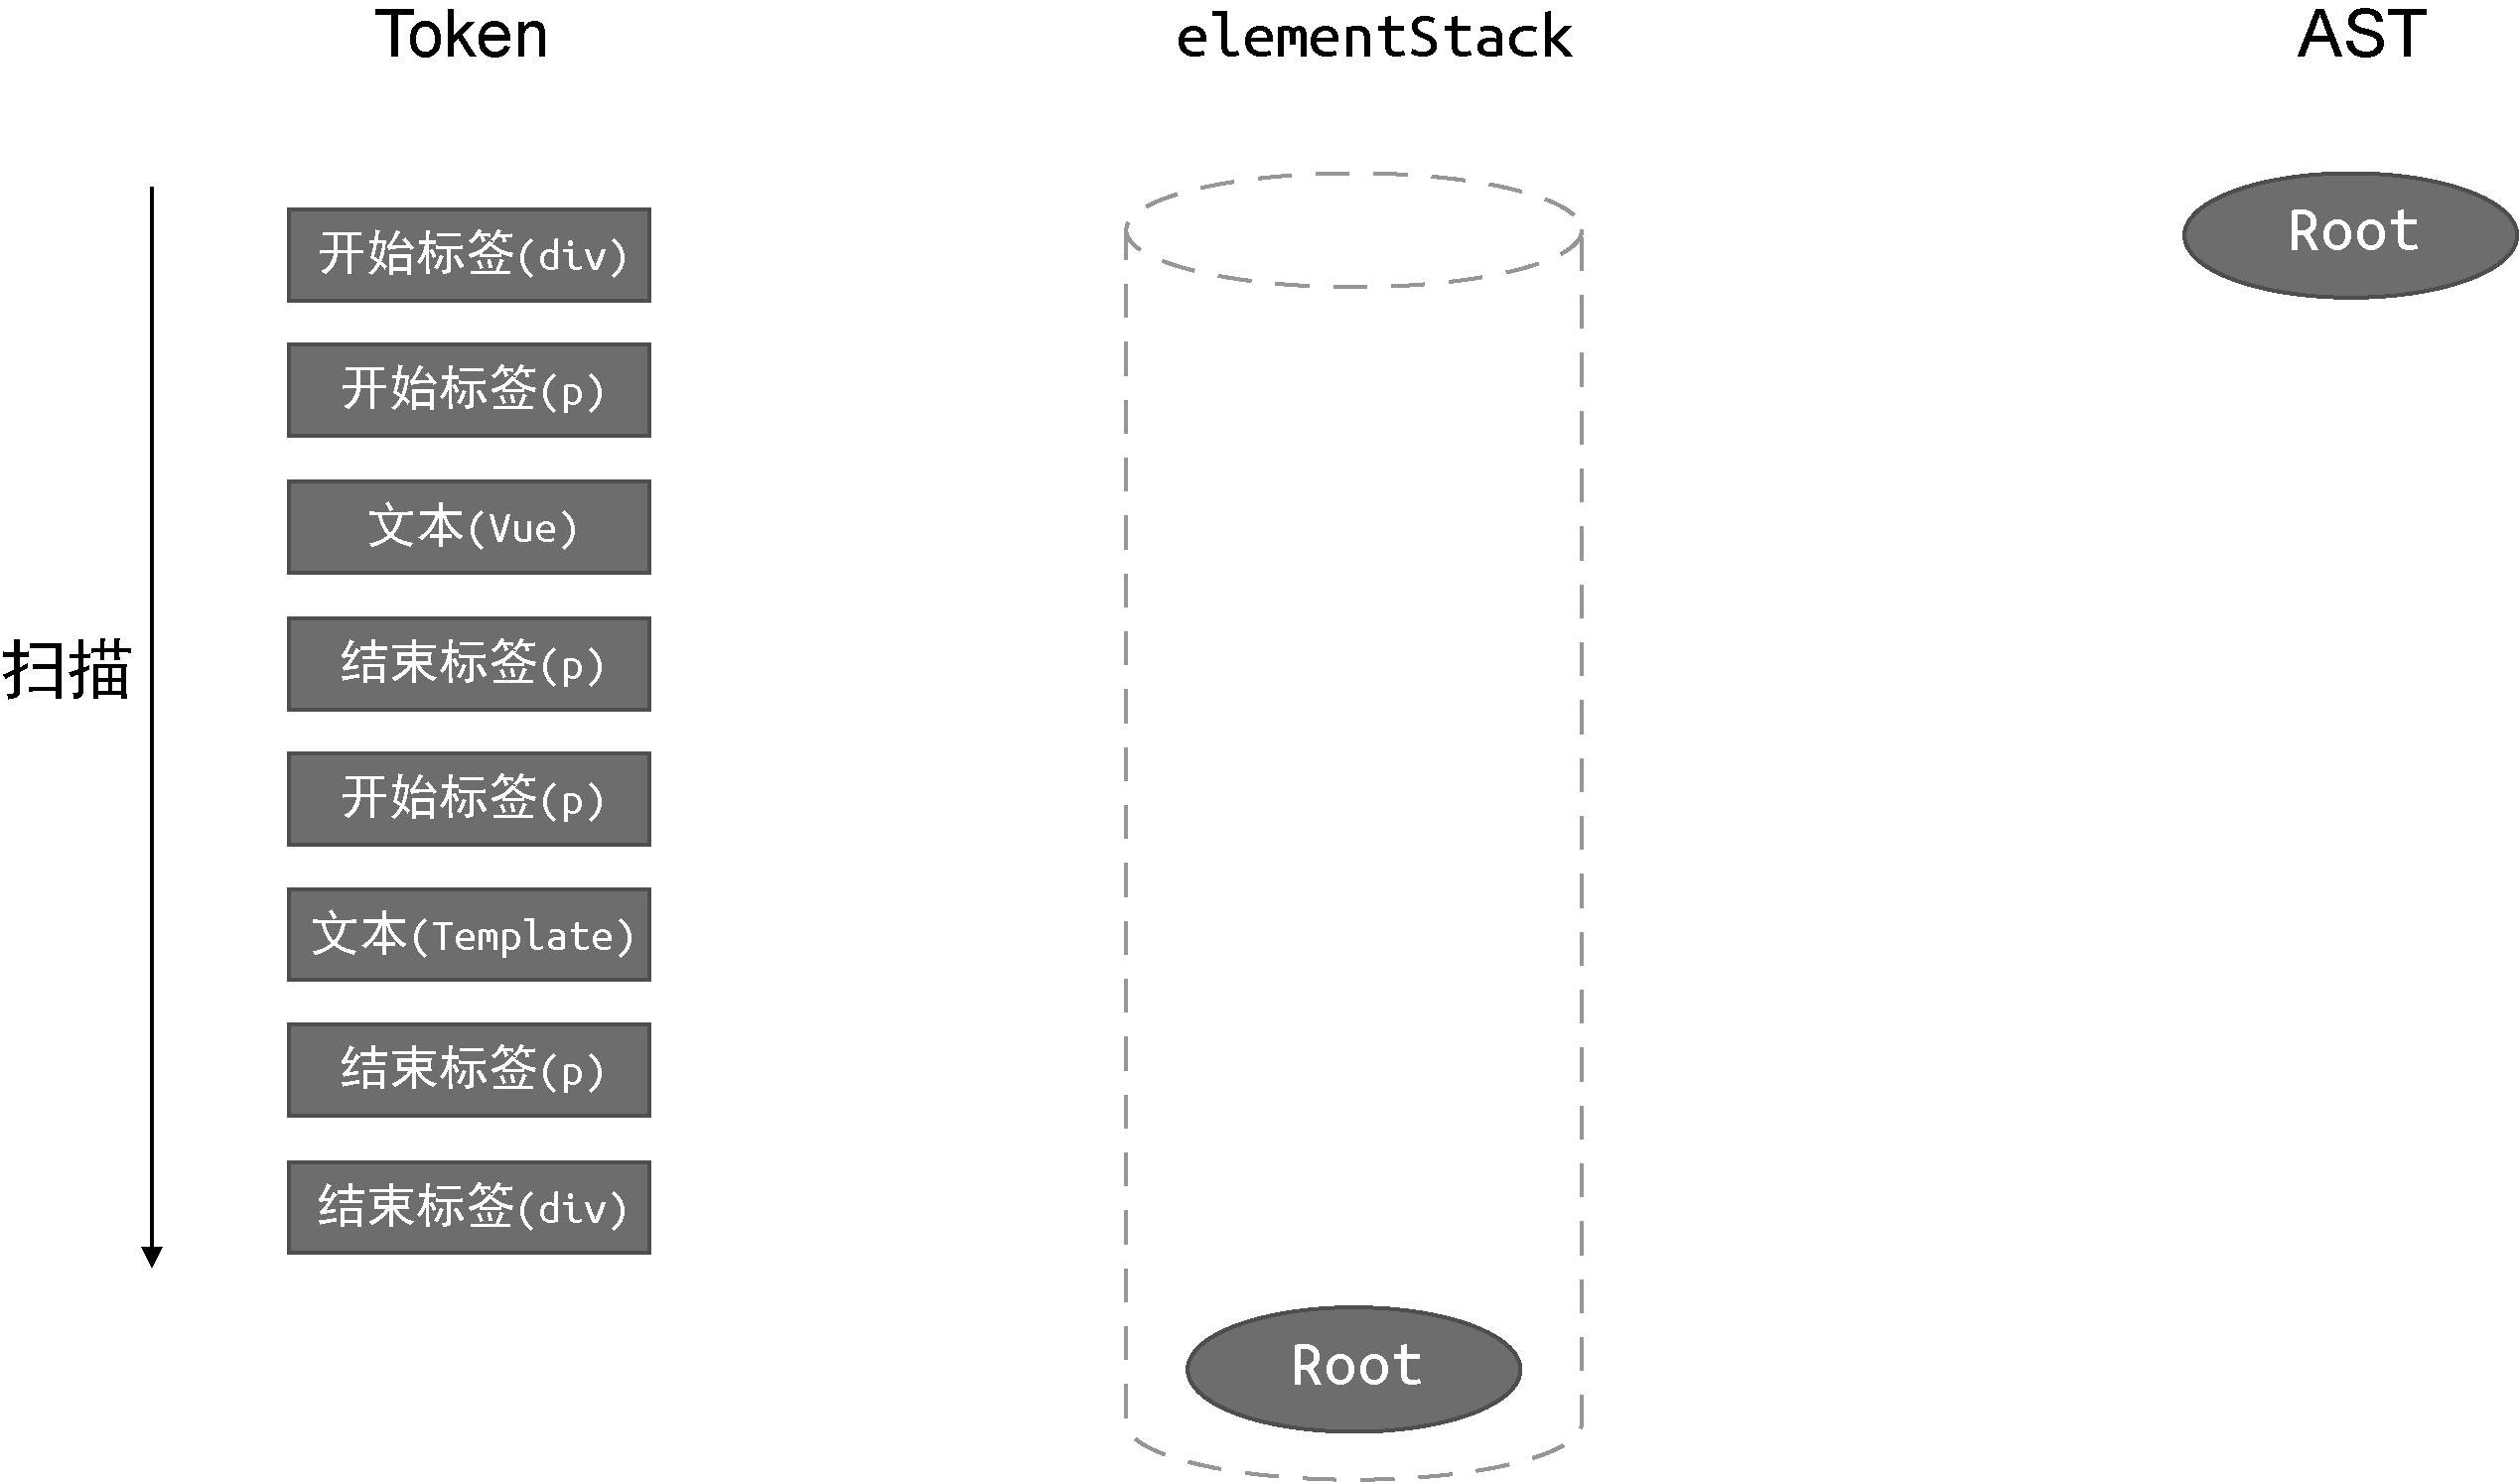 Token
elementStack
AST
扫描
开始标签(div)
开始标签(p)
文本(Vue)
结束标签(p)
开始标签(p)
文本(Template)
结束标签(p)
结束标签(div)
Root
Root